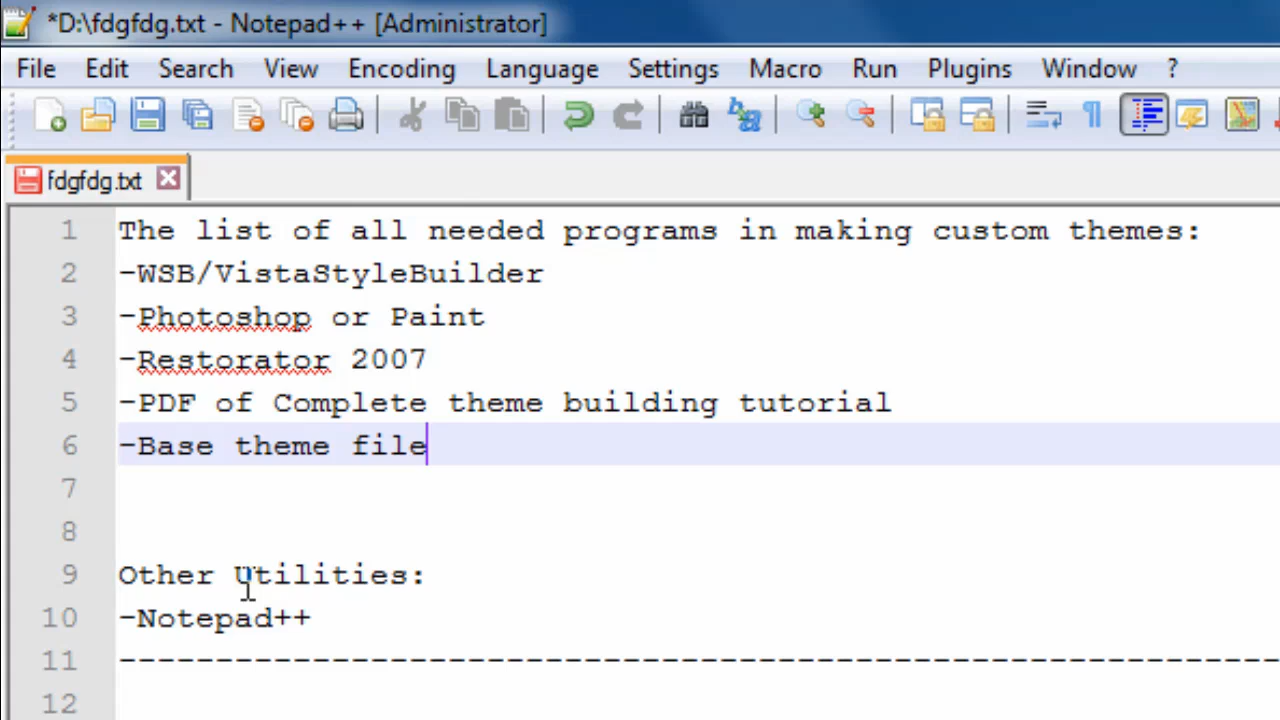 *D:\fdgfdg.txt - Notepad++ [Administrator]
File Edit Search View Encoding Language Settings Macro Run Plugins Window ?
fdgfdg.txt
1 The list of all needed programs in making custom themes:
2 -WSB/VistaStyleBuilder
3 -Photoshop or Paint
4 -Restorator 2007
5 -PDF of Complete theme building tutorial
6 -Base theme file
7
8
9 Other Utilities:
10 -Notepad++
11 ------------------------------------------------------------
12